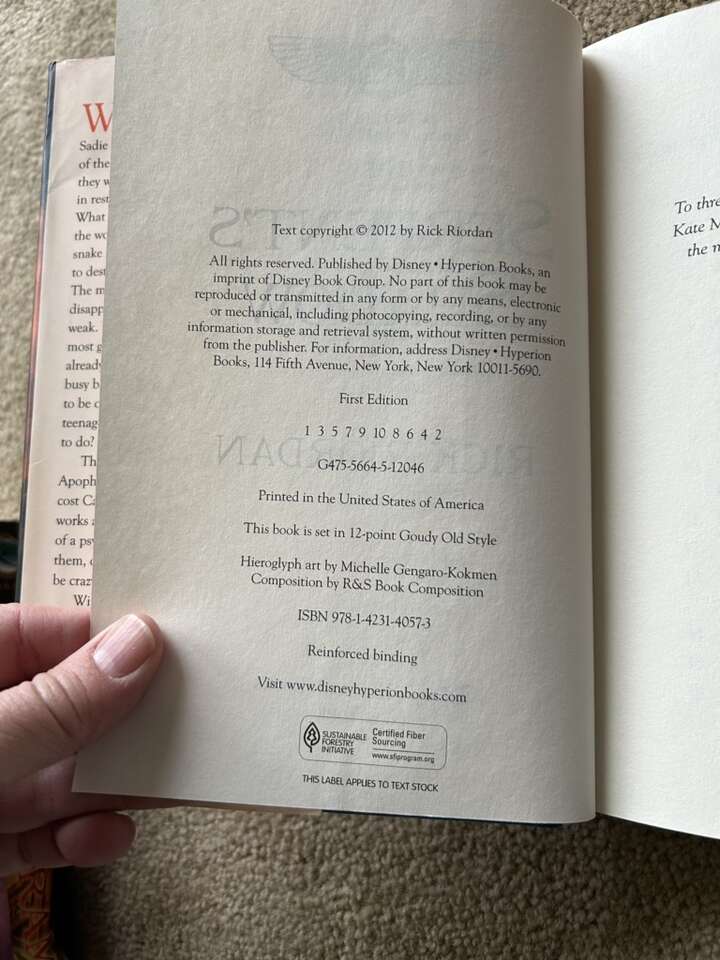 W
Sadie
of the
they w
in rest
What
the wo
snake
to dest
The m
disapp
weak.
most g
already
busy b
to be c
teenag
to do?
Th
Apoph
cost Ca
works a
of a ps
them, c
be craz
Wi
Text copyright © 2012 by Rick Riordan
All rights reserved. Published by Disney • Hyperion Books, an
imprint of Disney Book Group. No part of this book may be
reproduced or transmitted in any form or by any means, electronic
or mechanical, including photocopying, recording, or by any
information storage and retrieval system, without written permission
from the publisher. For information, address Disney • Hyperion
Books, 114 Fifth Avenue, New York, New York 10011-5690.
First Edition
1 3 5 7 9 10 8 6 4 2
G475-5664-5-12046
Printed in the United States of America
This book is set in 12-point Goudy Old Style
Hieroglyph art by Michelle Gengaro-Kokmen
Composition by R&S Book Composition
ISBN 978-1-4231-4057-3
Reinforced binding
Visit www.disneyhyperionbooks.com
SUSTAINABLE
FORESTRY
INITIATIVE
Certified Fiber
Sourcing
www.sfiprogram.org
THIS LABEL APPLIES TO TEXT STOCK
To thre
Kate M
the m